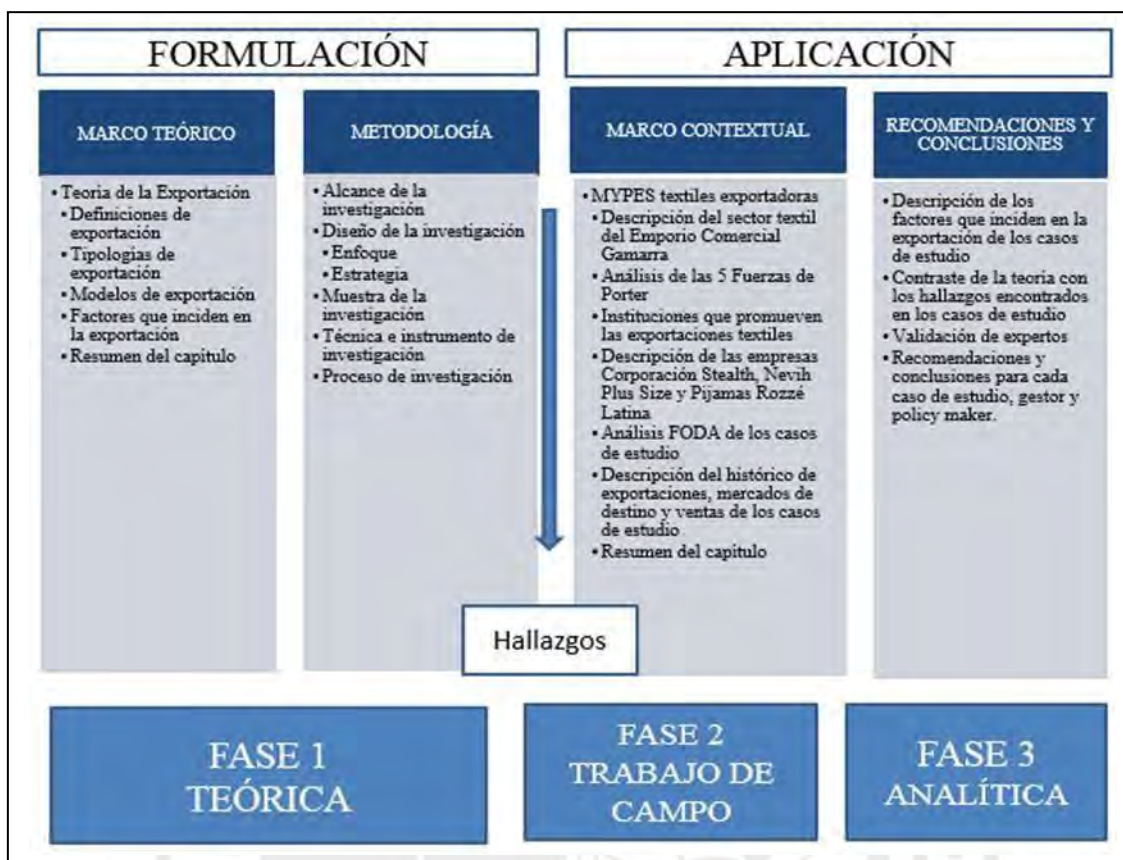 FORMULACIÓN
APLICACIÓN
MARCO TEÓRICO
• Teoria de la Exportación
• Definiciones de
exportación
• Tipologías de
exportación
• Modelos de exportación
• Factores que inciden en
la exportación
• Resumen del capitulo
METODOLOGÍA
• Alcance de la
investigación
• Diseño de la investigación
• Enfoque
• Estrategia
• Muestra de la
investigación
• Técnica e instrumento de
investigación
• Proceso de investigación
MARCO CONTEXTUAL
• MYPES textiles exportadoras
• Descripción del sector textil
del Emporio Comercial
Gamarra
• Análisis de las 5 Fuerzas de
Porter
• Instituciones que promueven
las exportaciones textiles
• Descripción de las empresas
Corporación Stealth, Nevih
Plus Size y Pijamas Rozzé
Latina
• Análisis FODA de los casos
de estudio
• Descripción del histórico de
exportaciones, mercados de
destino y ventas de los casos
de estudio
• Resumen del capitulo
RECOMENDACIONES Y
CONCLUSIONES
• Descripción de los
factores que inciden en la
exportación de los casos
de estudio
• Contraste de la teoria con
los hallazgos encontrados
en los casos de estudio
• Validación de expertos
• Recomendaciones y
conclusiones para cada
caso de estudio, gestor y
policy maker.
Hallazgos
FASE 1
TEÓRICA
FASE 2
TRABAJO DE
CAMPO
FASE 3
ANALÍTICA